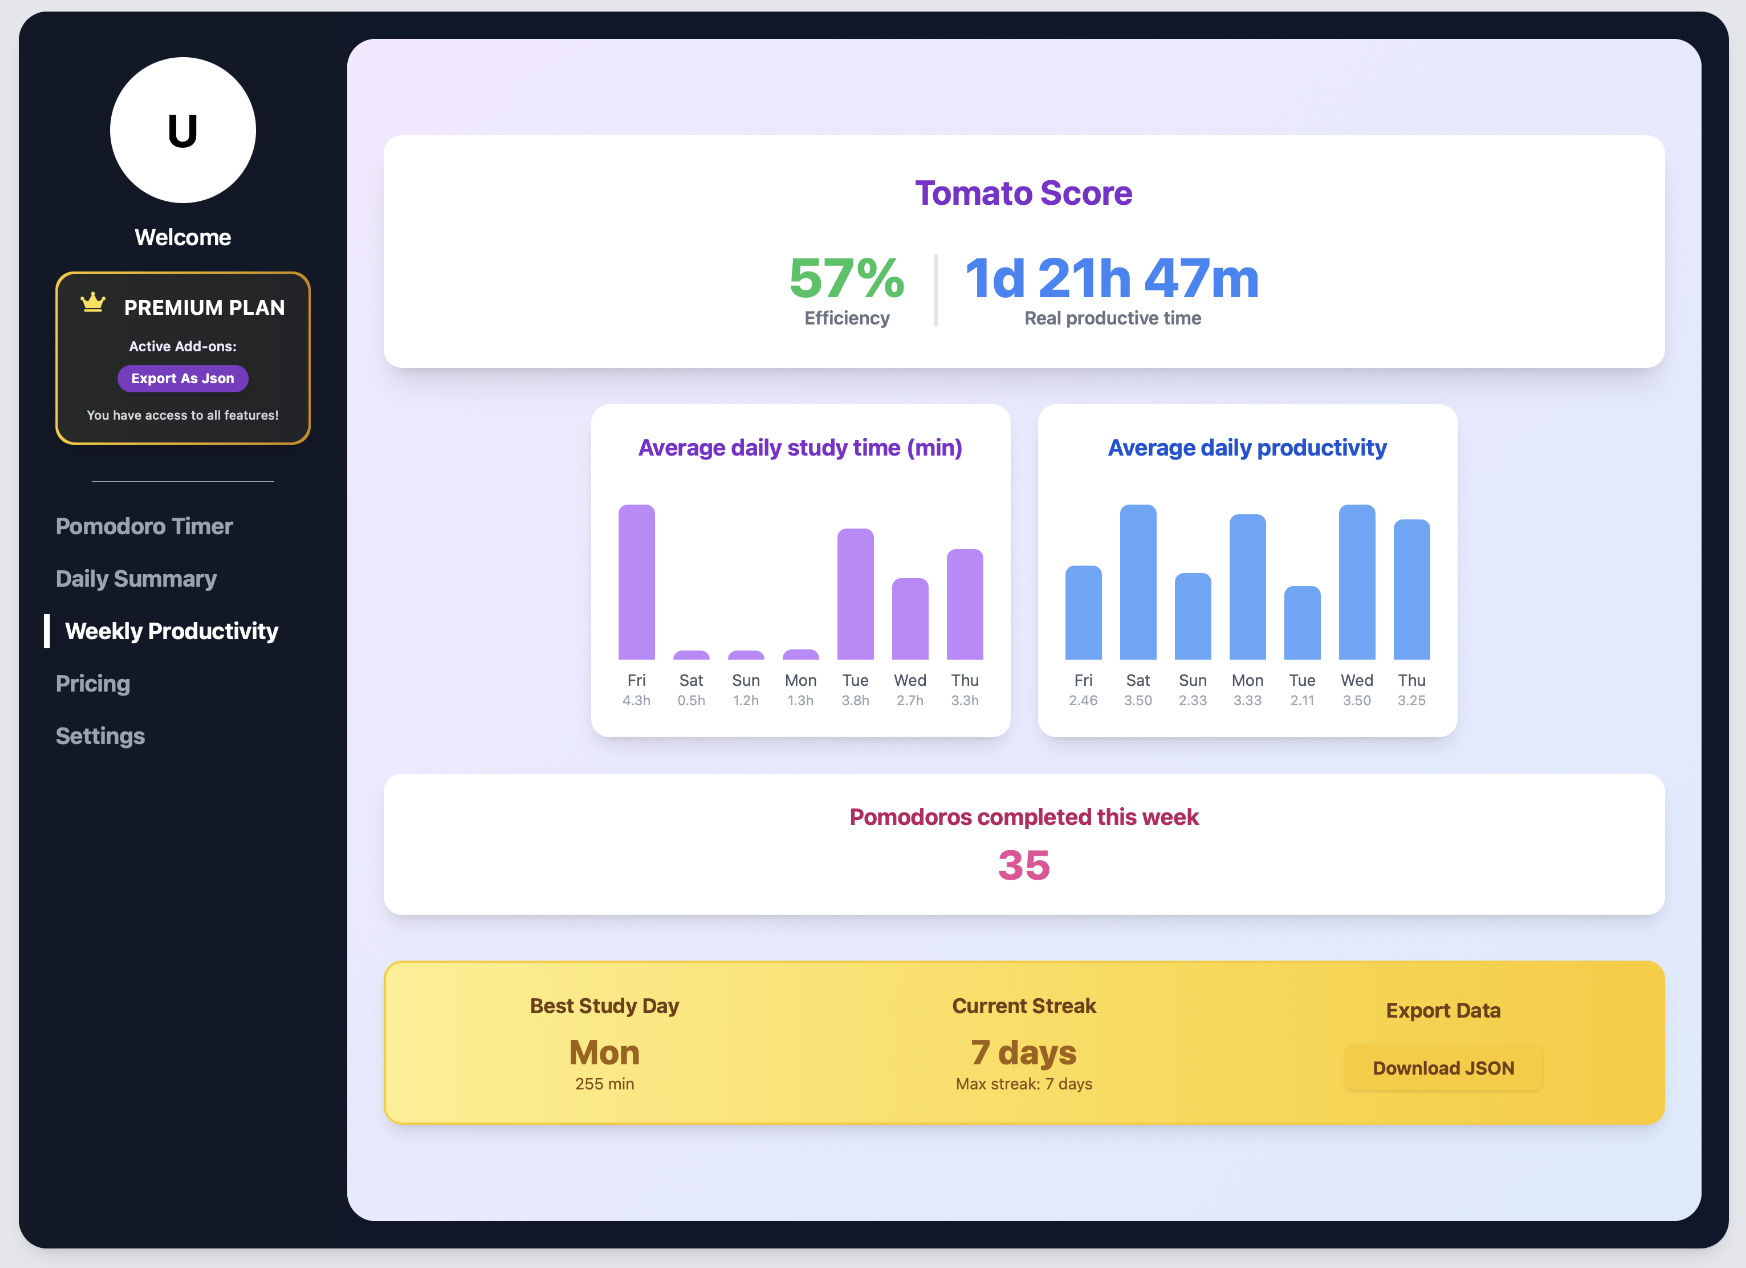 U
Welcome
PREMIUM PLAN
Active Add-ons:
Export As Json
You have access to all features!
Pomodoro Timer
Daily Summary
Weekly Productivity
Pricing
Settings
Tomato Score
57% 1d 21h 47m
Efficiency Real productive time
Average daily study time (min)
Fri Sat Sun Mon Tue Wed Thu
4.3h 0.5h 1.2h 1.3h 3.8h 2.7h 3.3h
Average daily productivity
Fri Sat Sun Mon Tue Wed Thu
2.46 3.50 2.33 3.33 2.11 3.50 3.25
Pomodoros completed this week
35
Best Study Day
Mon
255 min
Current Streak
7 days
Max streak: 7 days
Export Data
Download JSON